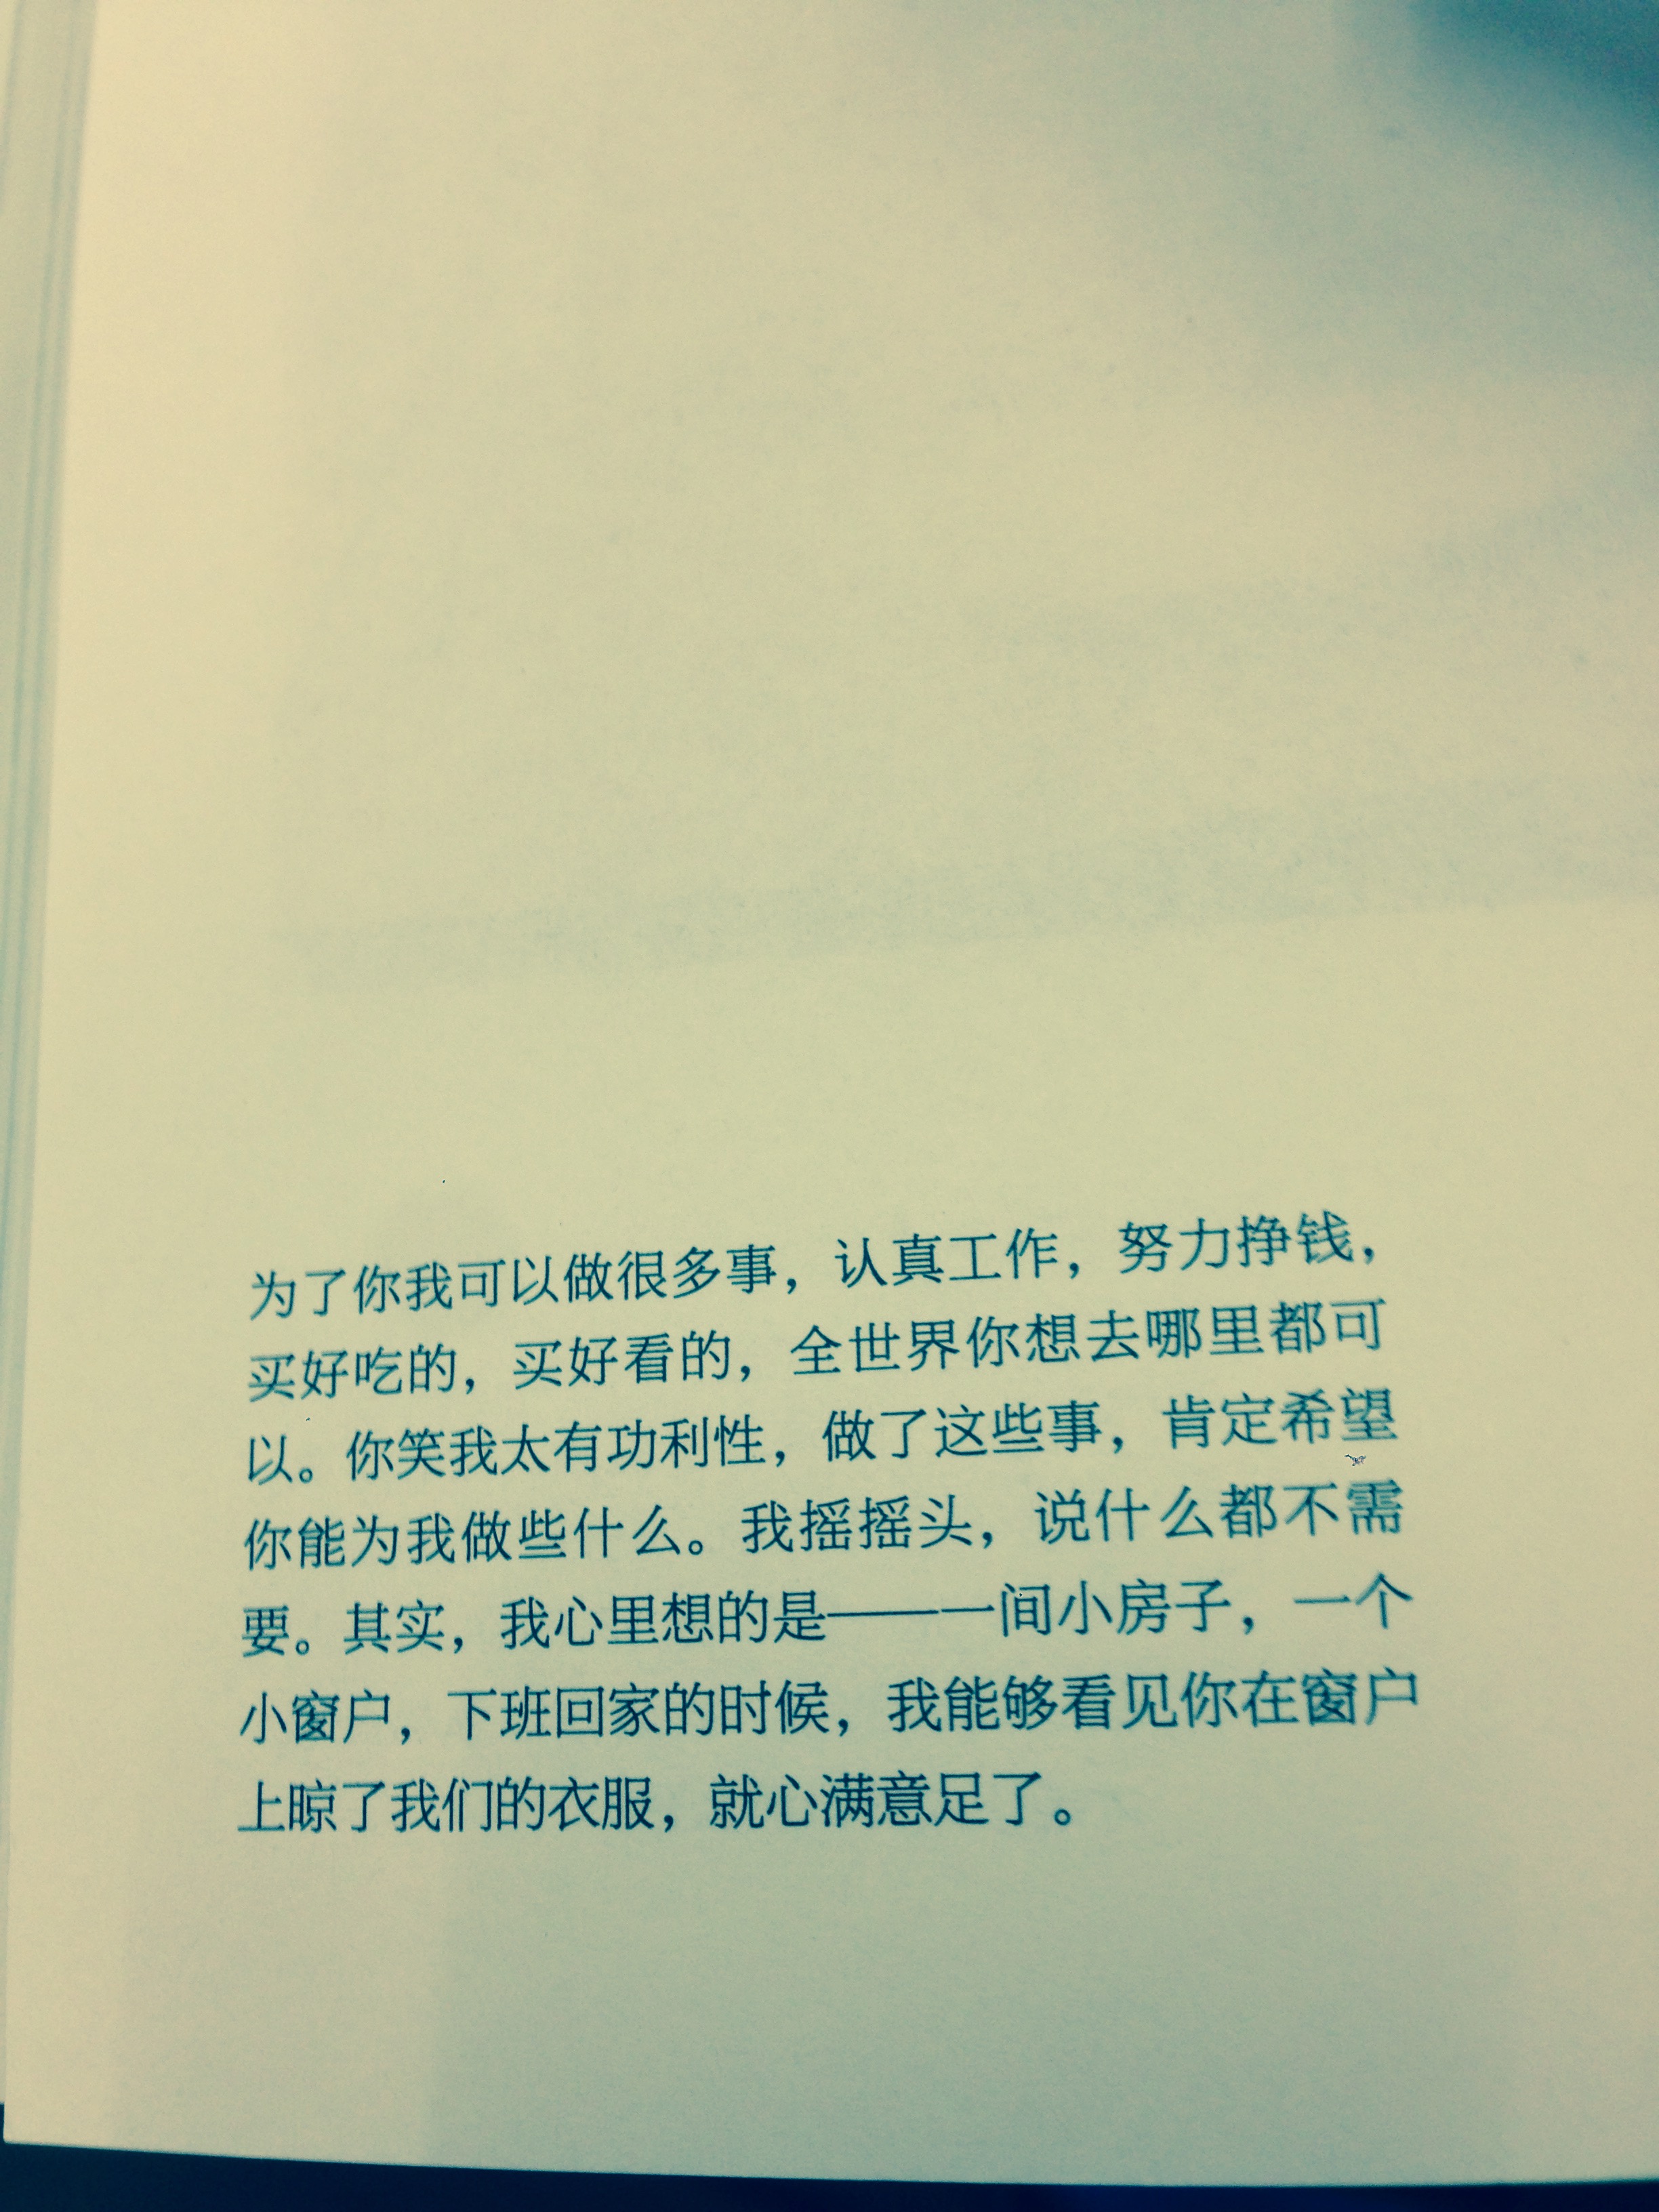 为了你我可以做很多事，认真工作，努力挣钱，
买好吃的，买好看的，全世界你想去哪里都可
以。你笑我太有功利性，做了这些事，肯定希望
你能为我做些什么。我摇摇头，说什么都不需
要。其实，我心里想的是——一间小房子，一个
小窗户，下班回家的时候，我能够看见你在窗户
上晾了我们的衣服，就心满意足了。